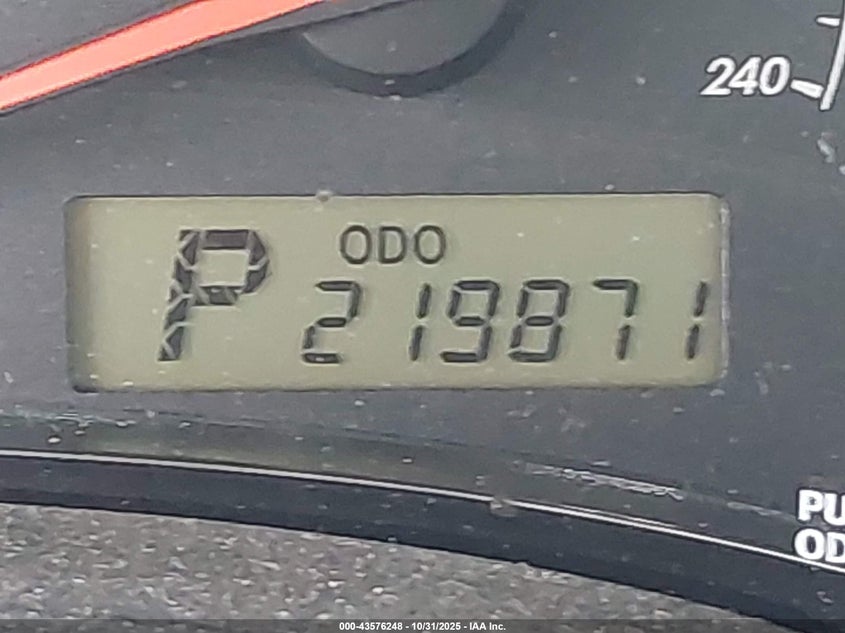 240
P ODO
219871
PU
OD
000-43576248 - 10/31/2025 - IAA Inc.